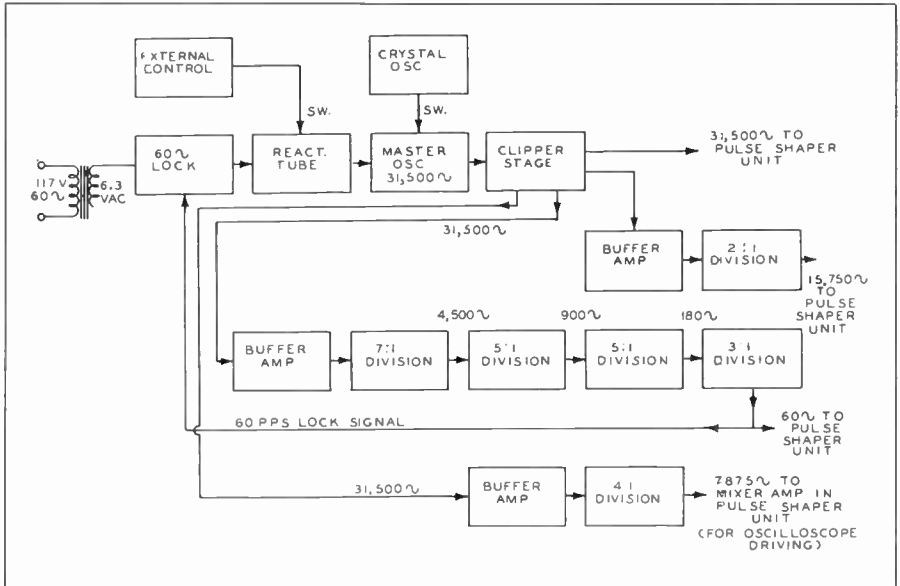 EXTERNAL
CONTROL
CRYSTAL
OSC
SW.
SW.
117 V
60~
6.3
VAC
60~
LOCK
REACT.
TUBE
MASTER
OSC
31,500~
CLIPPER
STAGE
31,500~ TO
PULSE SHAPER
UNIT
31,500~
BUFFER
AMP
2:1
DIVISION
15,750~
TO
PULSE
SHAPER
UNIT
4,500~
900~
180~
BUFFER
AMP
7:1
DIVISION
5:1
DIVISION
5:1
DIVISION
3:1
DIVISION
60 PPS LOCK SIGNAL
60~ TO
PULSE
SHAPER
UNIT
31,500~
BUFFER
AMP
4:1
DIVISION
7875~ TO
MIXER AMP IN
PULSE SHAPER
UNIT
(FOR OSCILLOSCOPE
DRIVING)